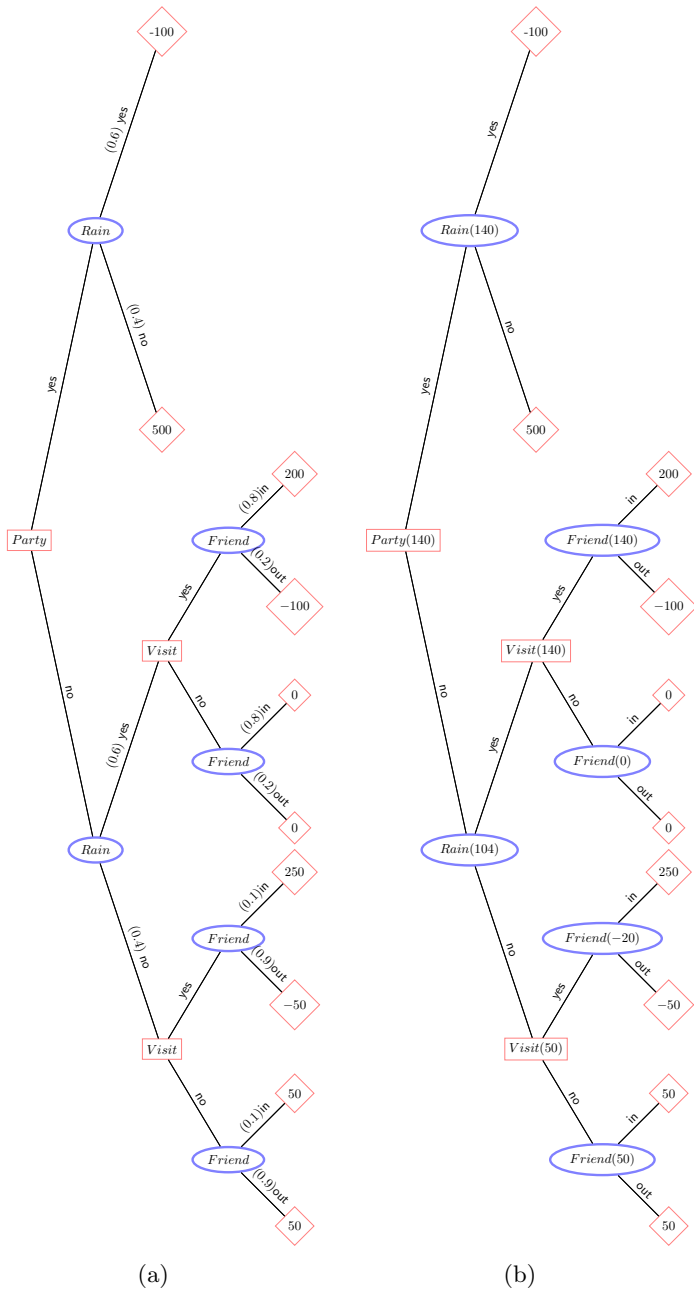 -100
(0.6) yes
Rain
(0.4) no
yes
500
200
(0.8)in
Party
Friend
(0.2)out
−100
yes
Visit
no
0
(0.8)in
no
(0.6) yes
Friend
(0.2)out
0
Rain
250
(0.1)in
(0.4) no
Friend
(0.9)out
yes
−50
Visit
no
50
(0.1)in
Friend
(0.9)out
50
(a)
-100
yes
Rain(140)
no
yes
500
200
in
Party(140)
Friend(140)
out
−100
yes
Visit(140)
no
0
in
no
yes
Friend(0)
out
0
Rain(104)
250
in
no
Friend(−20)
out
yes
−50
Visit(50)
no
50
in
Friend(50)
out
50
(b)